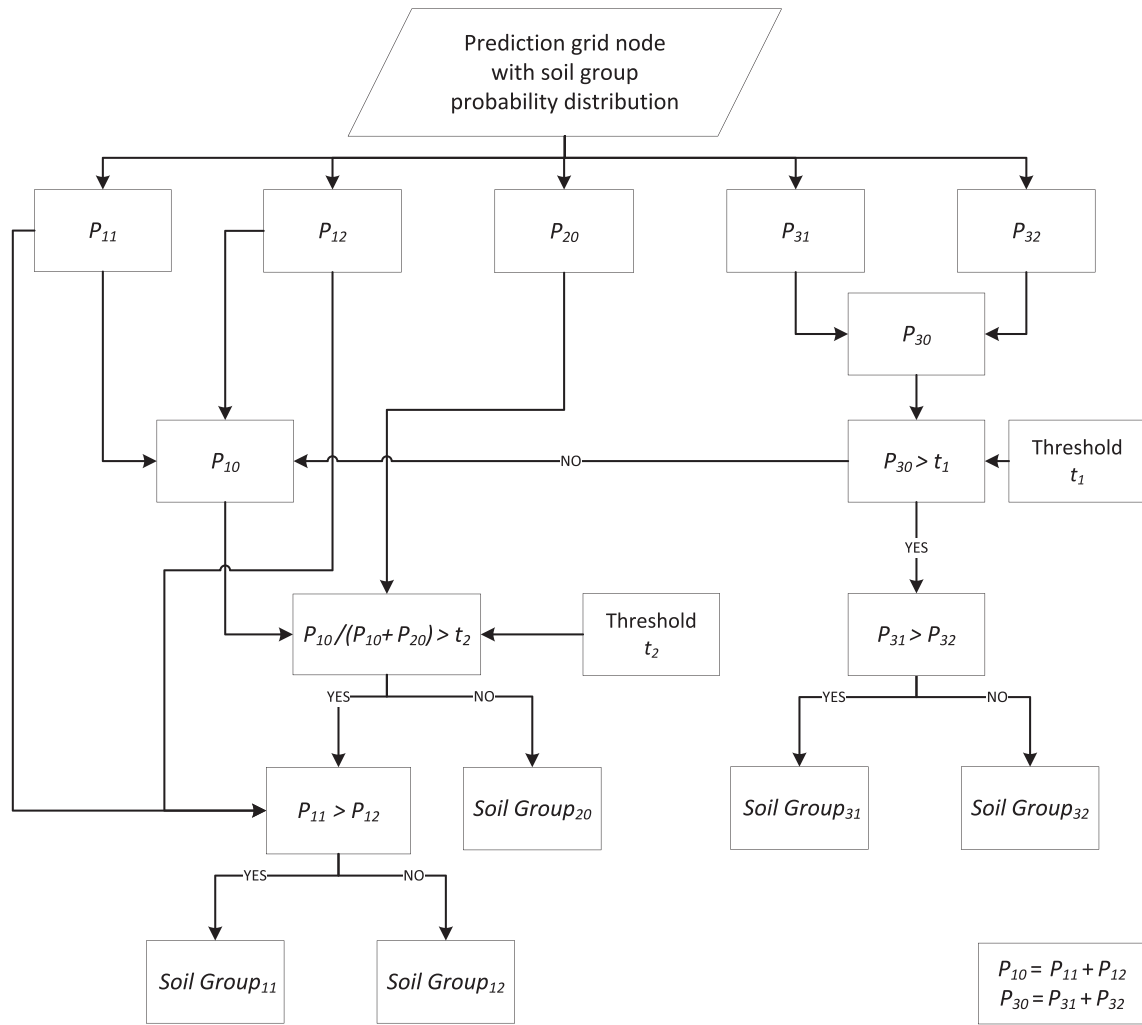 Prediction grid node
with soil group
probability distribution
P₁₁
P₁₂
P₂₀
P₃₁
P₃₂
P₃₀
P₁₀
NO
P₃₀ > t₁
Threshold
t₁
YES
P₁₀ /(P₁₀ + P₂₀) > t₂
Threshold
t₂
P₃₁ > P₃₂
YES
NO
YES
NO
P₁₁ > P₁₂
Soil Group₂₀
Soil Group₃₁
Soil Group₃₂
YES
NO
Soil Group₁₁
Soil Group₁₂
P₁₀ = P₁₁ + P₁₂
P₃₀ = P₃₁ + P₃₂